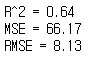 R^2 = 0.64
MSE = 66.17
RMSE = 8.13